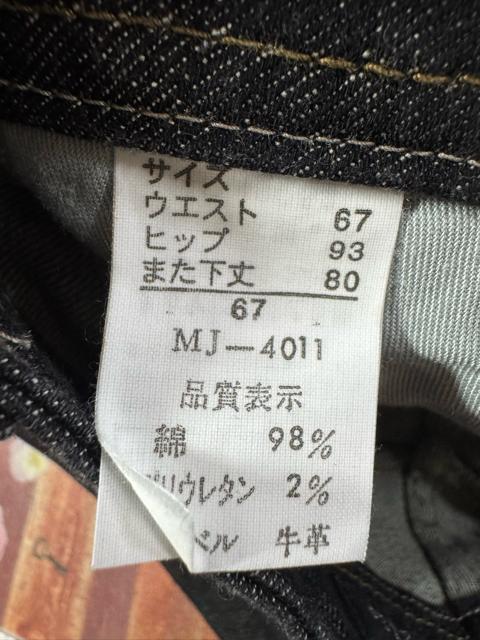 サイズ
ウエスト 67
ヒップ 93
また下丈 80
67
MJ—4011
品質表示
綿 98%
ポリウレタン 2%
ベル 牛革